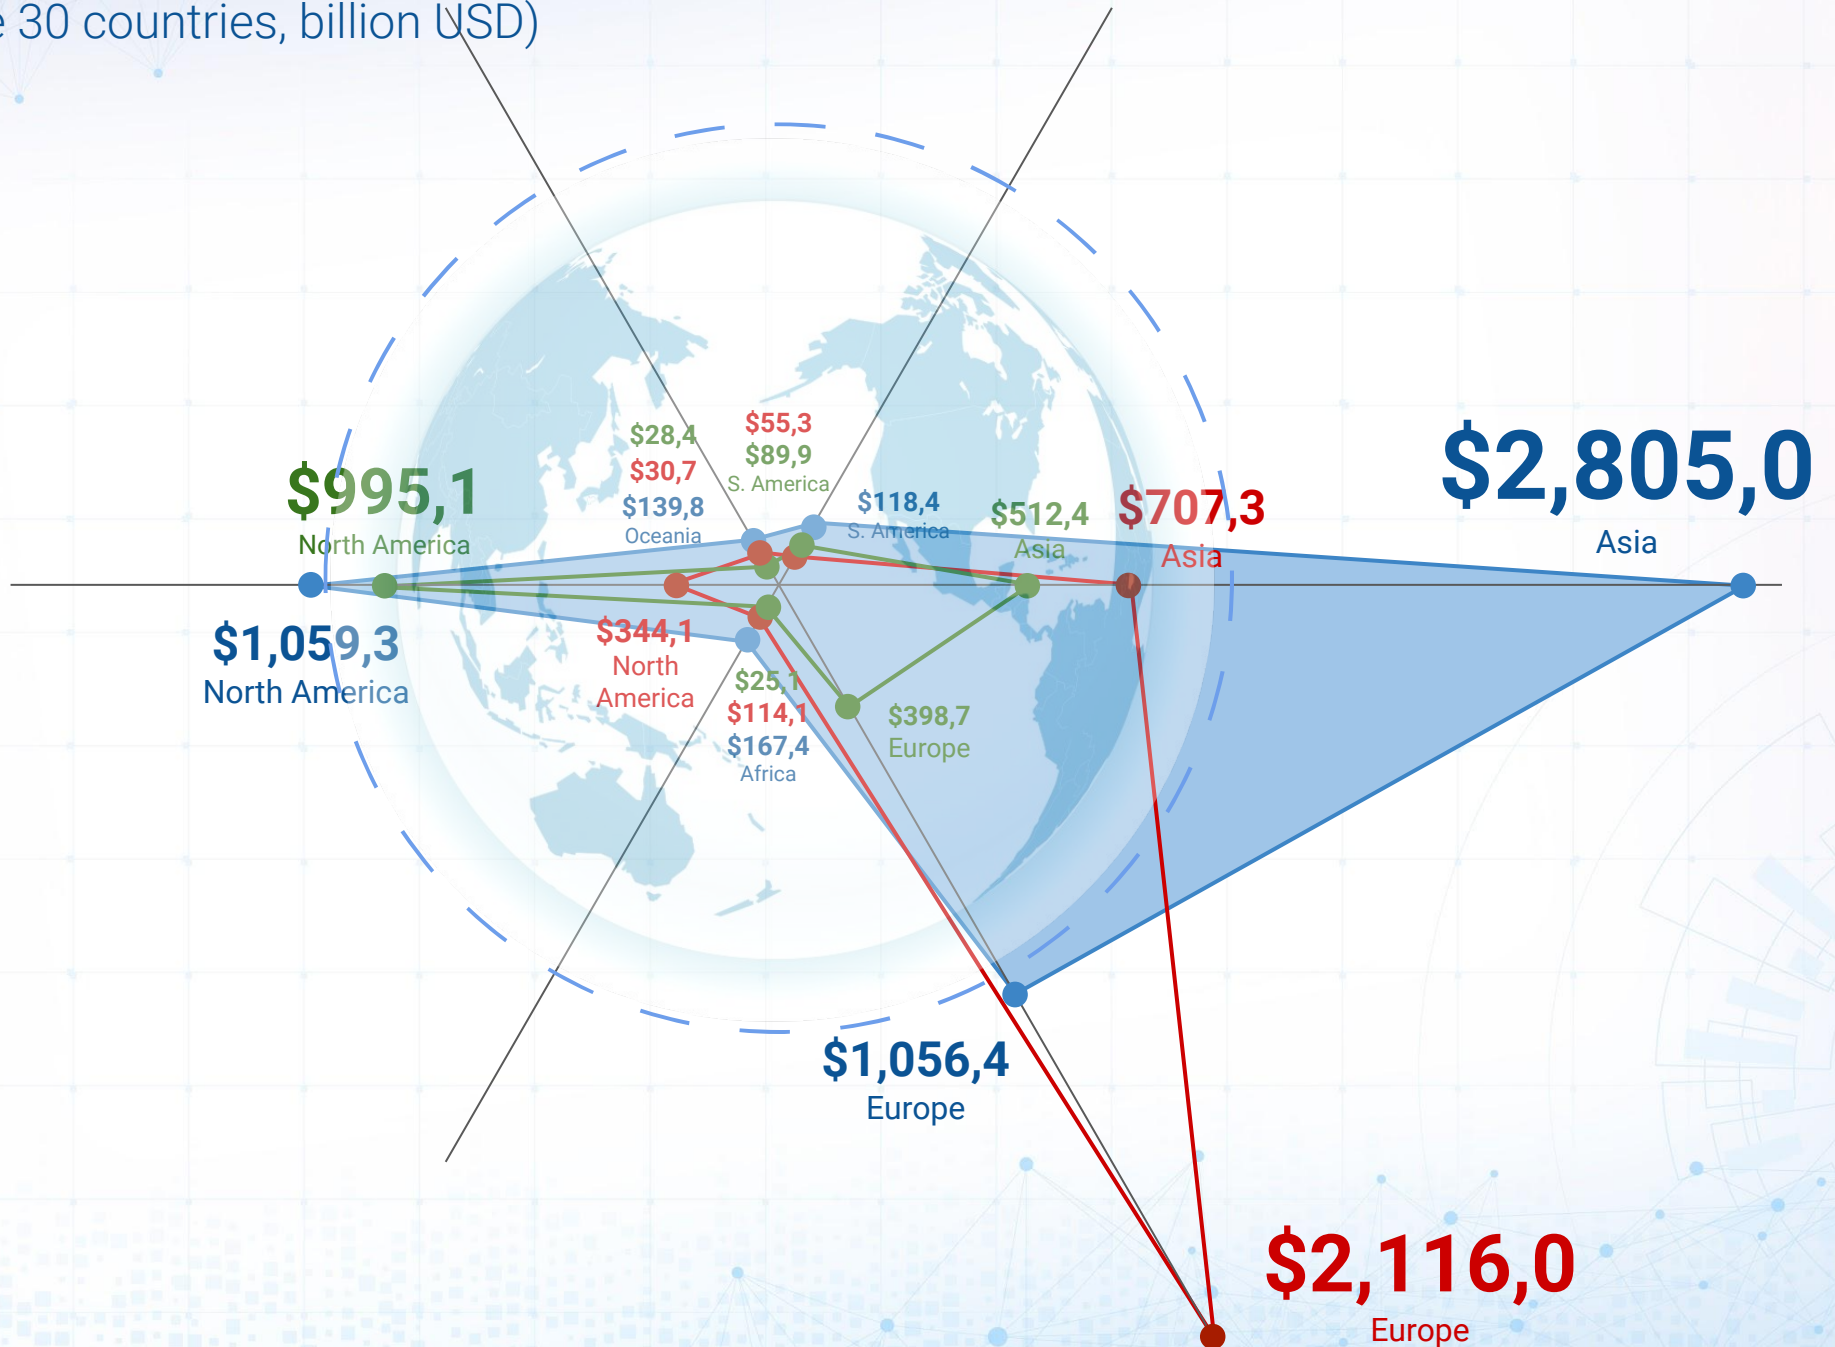 e 30 countries, billion USD)
$55,3
$28,4
$89,9
$30,7
S. America
$139,8
Oceania
$118,4
S. America
$995,1
North America
$512,4
Asia
$707,3
Asia
$2,805,0
Asia
$1,059,3
North America
$344,1
North
America
$25,1
$114,1
$167,4
Africa
$398,7
Europe
$1,056,4
Europe
$2,116,0
Europe